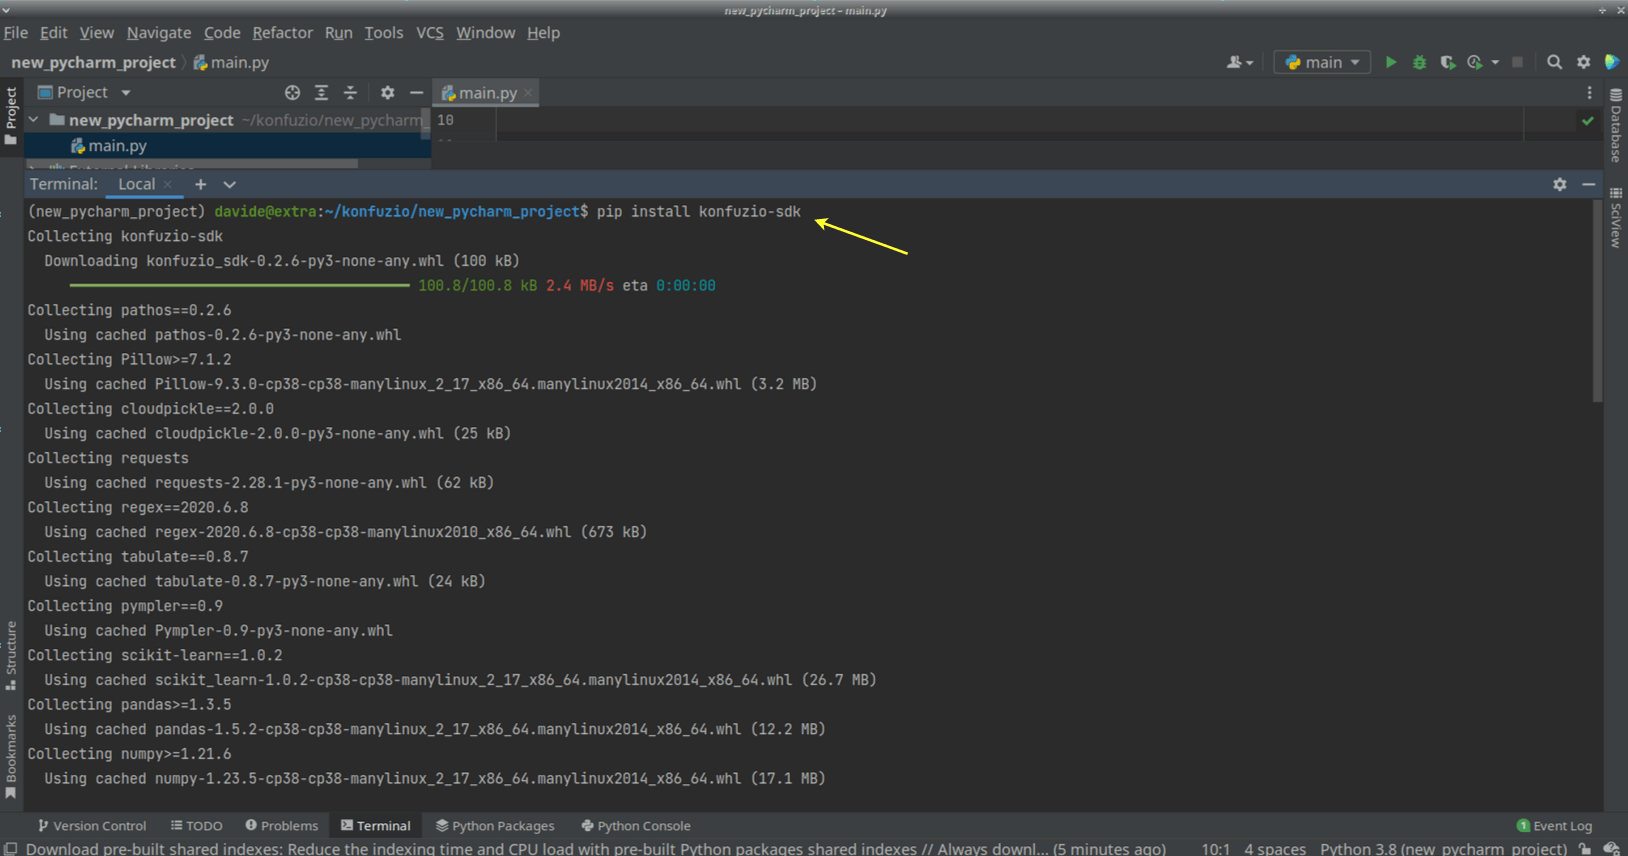 new_pycharm_project – main.py
File Edit View Navigate Code Refactor Run Tools VCS Window Help
new_pycharm_project main.py
main
Project
main.py
new_pycharm_project ~/konfuzio/new_pycharm_
10
main.py
External Libraries
Terminal: Local
(new_pycharm_project) davide@extra:~/konfuzio/new_pycharm_project$ pip install konfuzio-sdk
Collecting konfuzio-sdk
Downloading konfuzio_sdk-0.2.6-py3-none-any.whl (100 kB)
100.8/100.8 kB 2.4 MB/s eta 0:00:00
Collecting pathos==0.2.6
Using cached pathos-0.2.6-py3-none-any.whl
Collecting Pillow>=7.1.2
Using cached Pillow-9.3.0-cp38-cp38-manylinux_2_17_x86_64.manylinux2014_x86_64.whl (3.2 MB)
Collecting cloudpickle==2.0.0
Using cached cloudpickle-2.0.0-py3-none-any.whl (25 kB)
Collecting requests
Using cached requests-2.28.1-py3-none-any.whl (62 kB)
Collecting regex==2020.6.8
Using cached regex-2020.6.8-cp38-cp38-manylinux2010_x86_64.whl (673 kB)
Collecting tabulate==0.8.7
Using cached tabulate-0.8.7-py3-none-any.whl (24 kB)
Collecting pympler==0.9
Using cached Pympler-0.9-py3-none-any.whl
Collecting scikit-learn==1.0.2
Using cached scikit_learn-1.0.2-cp38-cp38-manylinux_2_17_x86_64.manylinux2014_x86_64.whl (26.7 MB)
Collecting pandas>=1.3.5
Using cached pandas-1.5.2-cp38-cp38-manylinux_2_17_x86_64.manylinux2014_x86_64.whl (12.2 MB)
Collecting numpy>=1.21.6
Using cached numpy-1.23.5-cp38-cp38-manylinux_2_17_x86_64.manylinux2014_x86_64.whl (17.1 MB)
Project
Structure
Bookmarks
Database
SciView
Version Control TODO Problems Terminal Python Packages Python Console 1 Event Log
Download pre-built shared indexes: Reduce the indexing time and CPU load with pre-built Python packages shared indexes // Always downl... (5 minutes ago) 10:1 4 spaces Python 3.8 (new_pycharm_project)